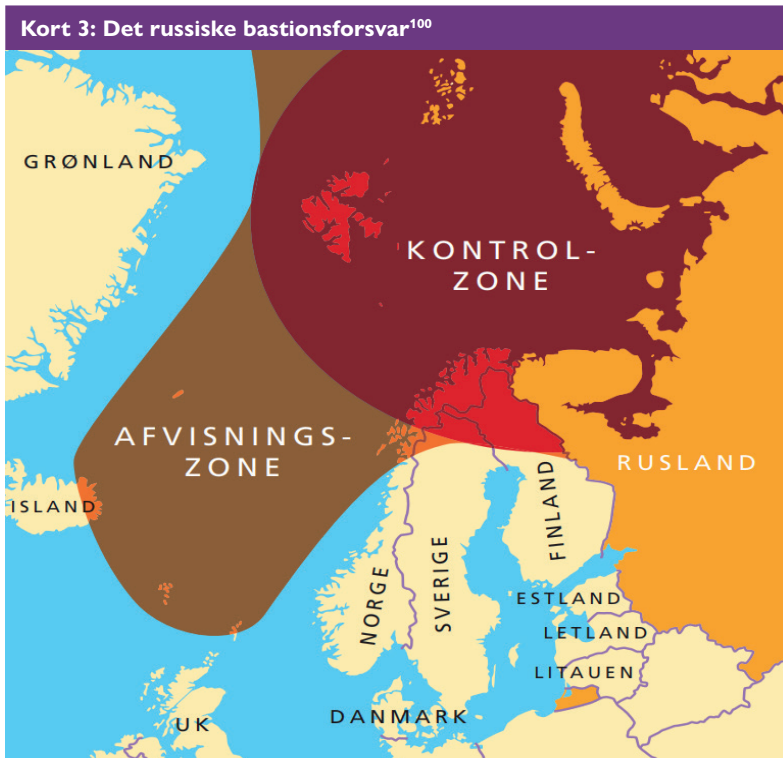 Kort 3: Det russiske bastionsforsvar¹⁰⁰
GRØNLAND
KONTROL-
ZONE
AFVISNINGS-
ZONE
RUSLAND
ISLAND
FINLAND
NORGE
SVERIGE
ESTLAND
LETLAND
LITAUEN
DANMARK
UK